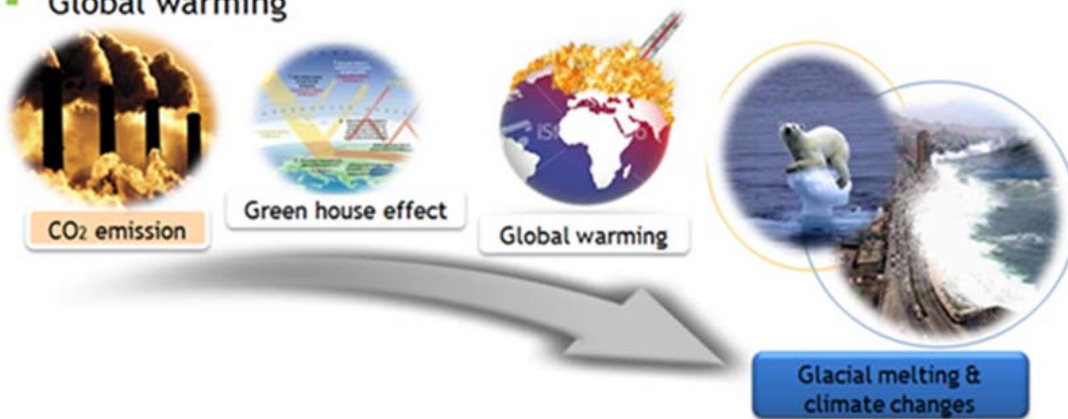 Global warming
CO₂ emission
Green house effect
Global warming
Glacial melting &
climate changes